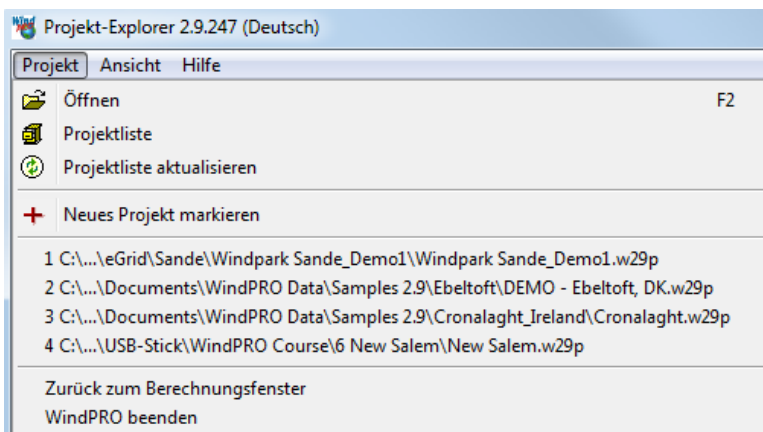 Projekt-Explorer 2.9.247 (Deutsch)
Projekt Ansicht Hilfe
Öffnen F2
Projektliste
Projektliste aktualisieren
Neues Projekt markieren
1 C:\...\eGrid\Sande\Windpark Sande_Demo1\Windpark Sande_Demo1.w29p
2 C:\...\Documents\WindPRO Data\Samples 2.9\Ebeltoft\DEMO - Ebeltoft, DK.w29p
3 C:\...\Documents\WindPRO Data\Samples 2.9\Cronalaght_Ireland\Cronalaght.w29p
4 C:\...\USB-Stick\WindPRO Course\6 New Salem\New Salem.w29p
Zurück zum Berechnungsfenster
WindPRO beenden